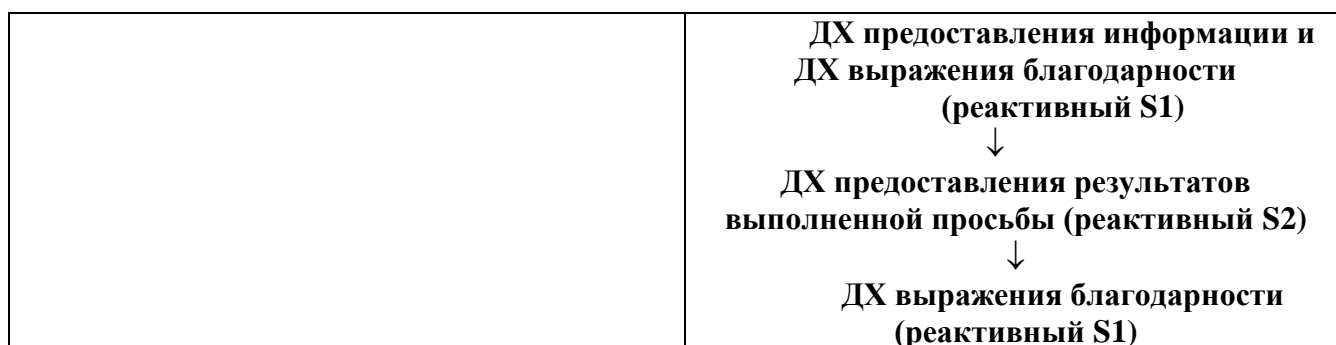 ДХ предоставления информации и
ДХ выражения благодарности
(реактивный S1)
↓
ДХ предоставления результатов
выполненной просьбы (реактивный S2)
↓
ДХ выражения благодарности
(реактивный S1)